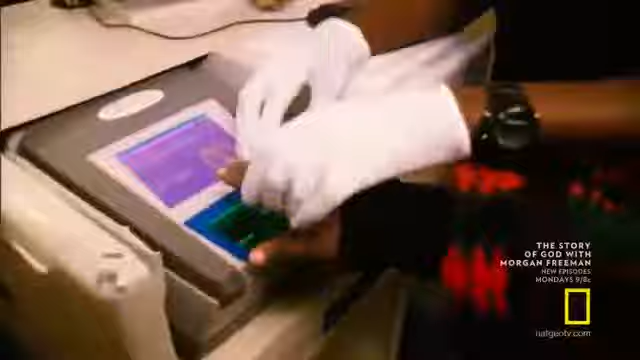 THE STORY
OF GOD WITH
MORGAN FREEMAN
NEW EPISODES
MONDAYS 9/8c
natgeotv.com